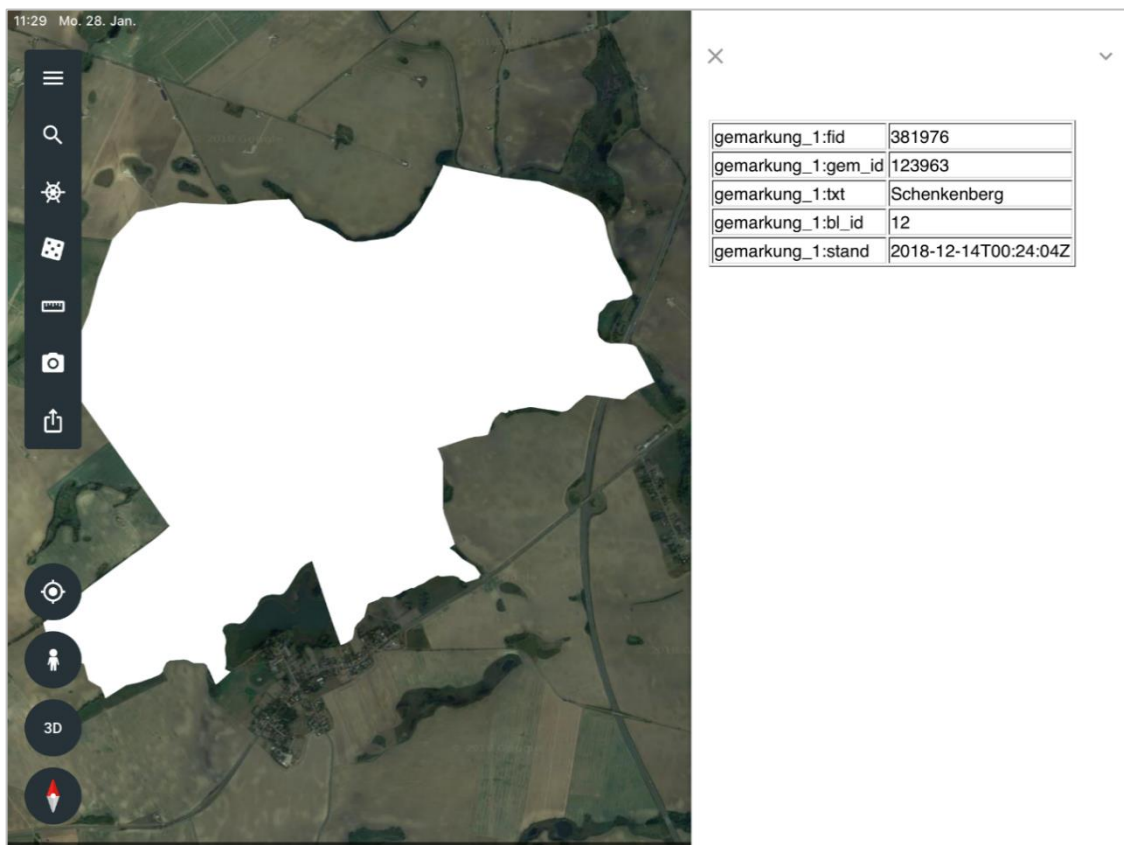 11:29 Mo. 28. Jan.
gemarkung_1:fid 381976
gemarkung_1:gem_id 123963
gemarkung_1:txt Schenkenberg
gemarkung_1:bl_id 12
gemarkung_1:stand 2018-12-14T00:24:04Z
3D